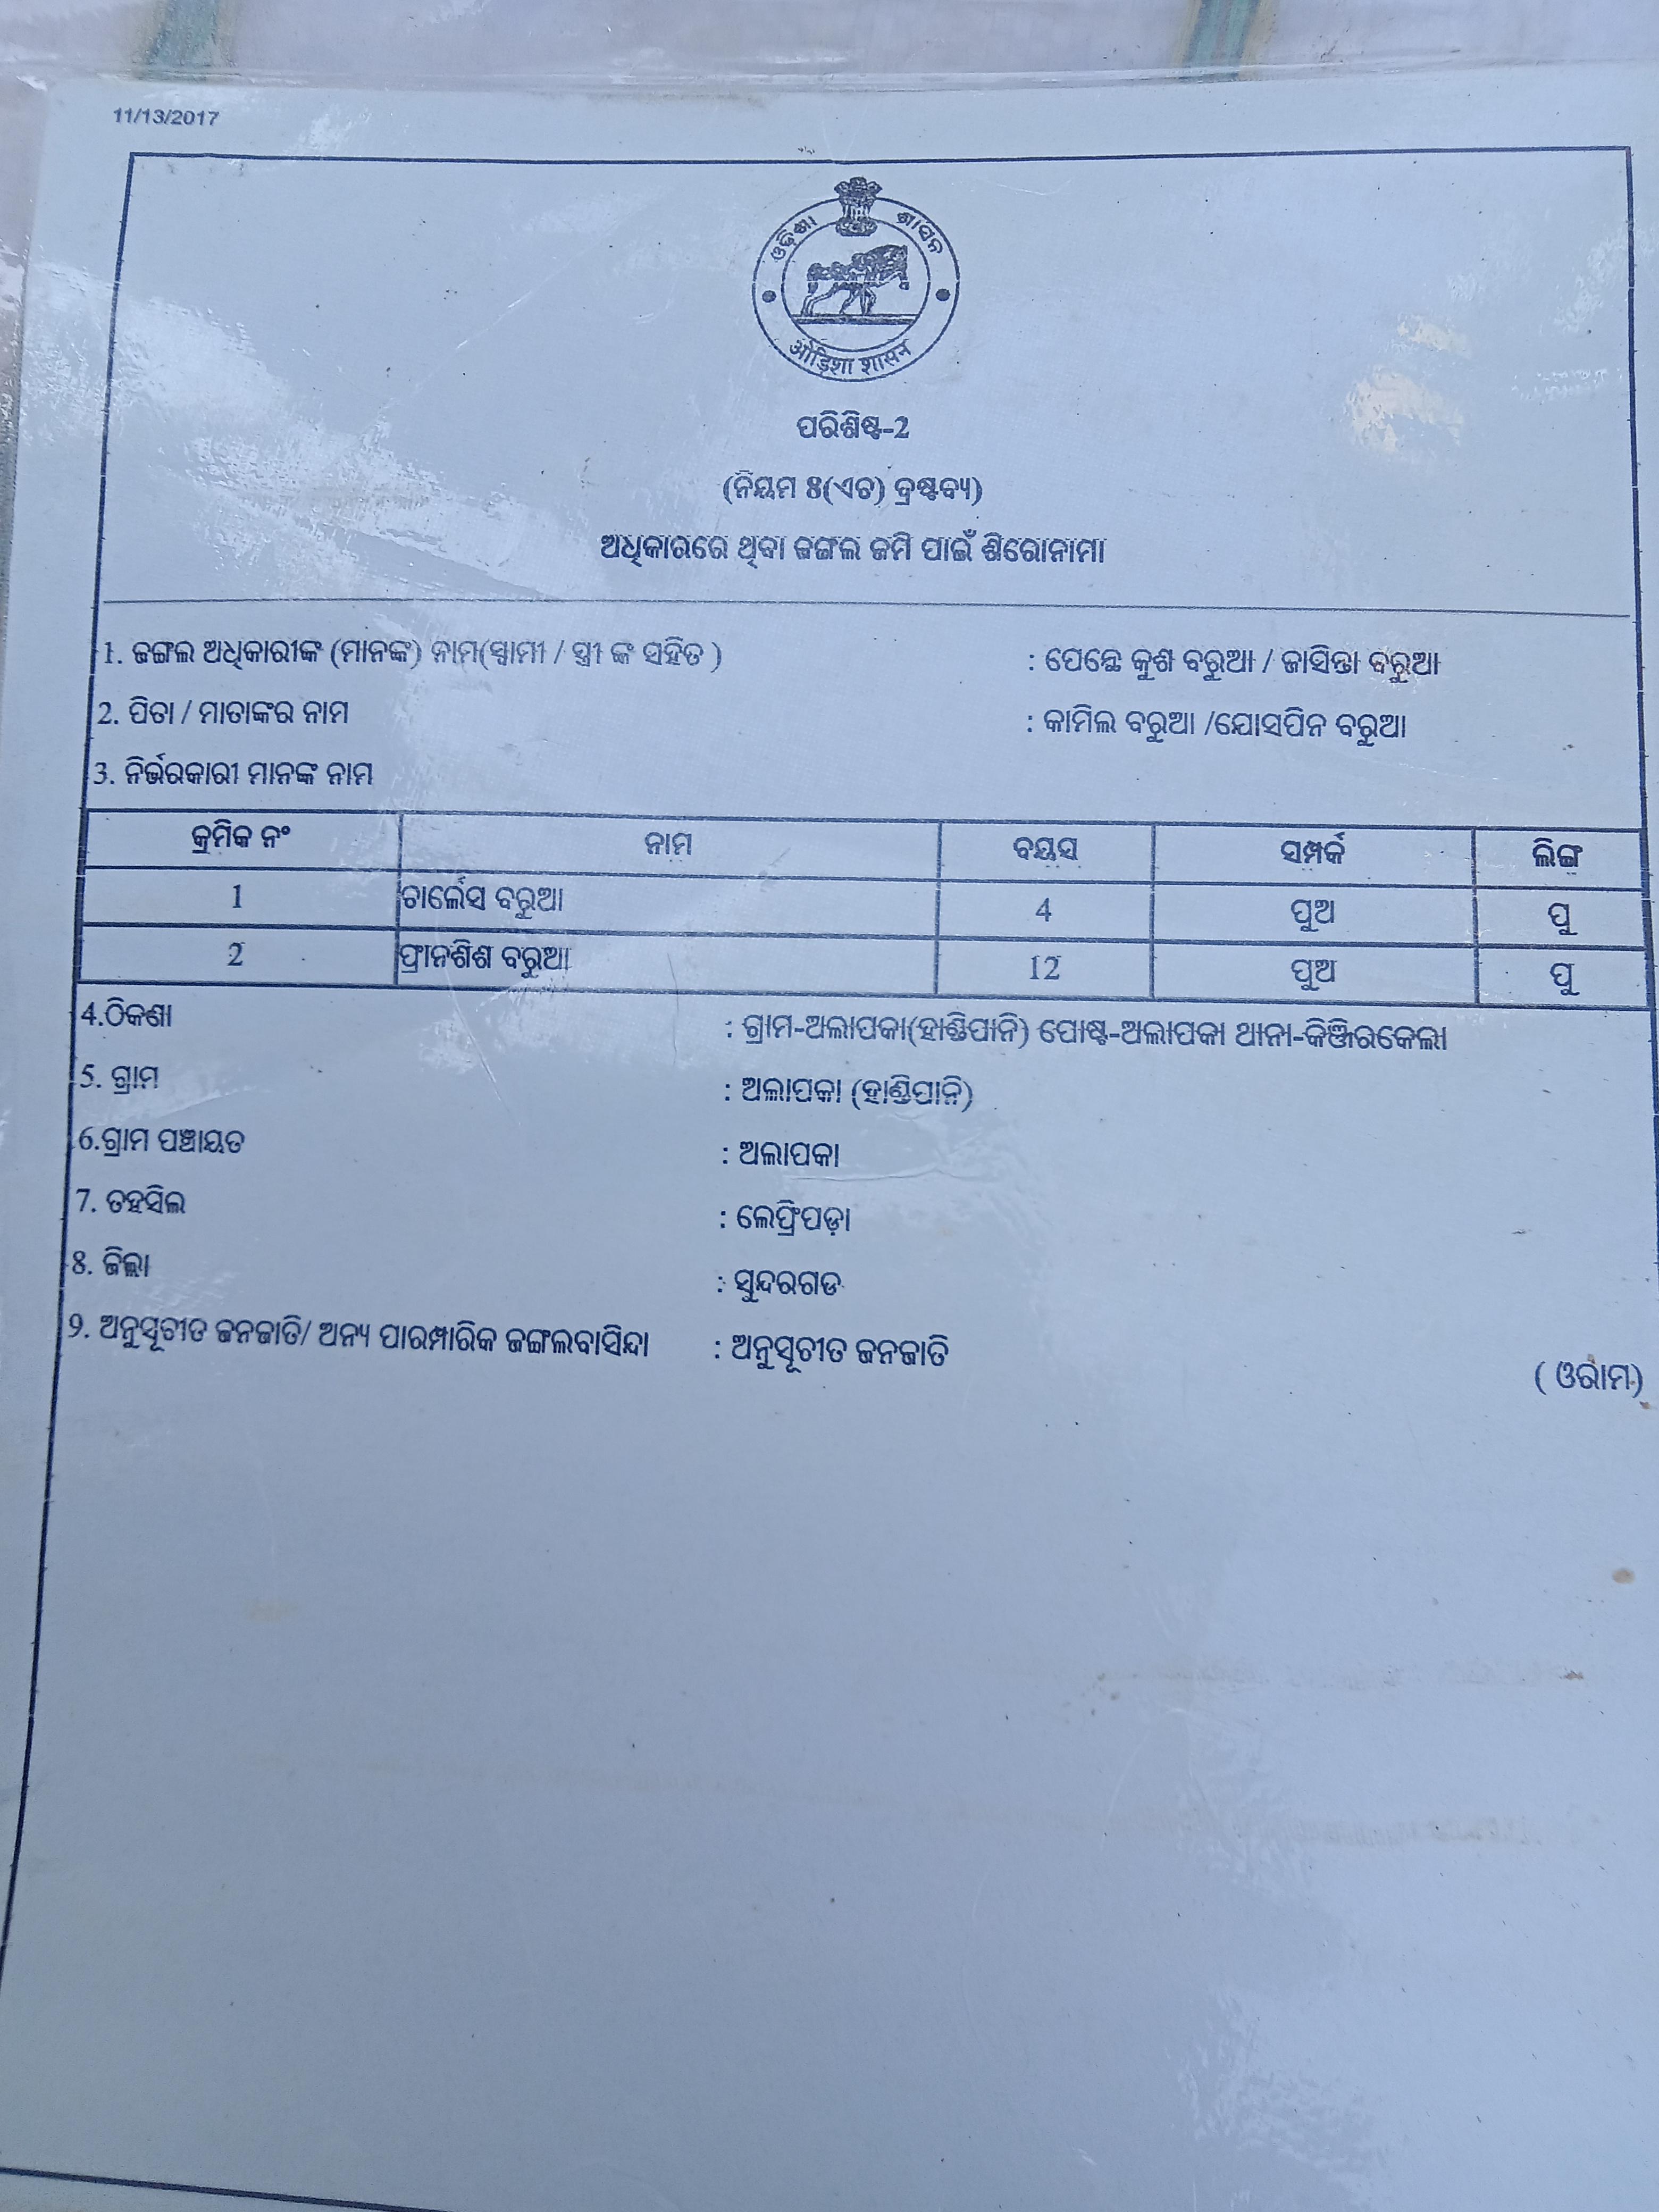 11/13/2017
ଓଡ଼ିଶା ଶାସନ
ओड़िशा शासन
ପରିଶିଷ୍ଟ-2
(ନିୟମ ୫(ଏଚ) ଦ୍ରଷ୍ଟବ୍ୟ)
ଅଧିକାରରେ ଥିବା ଜଙ୍ଗଲ ଜମି ପାଇଁ ଶିରୋନାମା
1. ଜଙ୍ଗଲ ଅଧିକାରୀଙ୍କ (ମାନଙ୍କ) ନାମ(ସ୍ୱାମୀ / ସ୍ତ୍ରୀ ଙ୍କ ସହିତ ) : ପେଛେ କୁଶ ବରୁଆ / ଜାସିନ୍ତା ବରୁଆ
2. ପିତା / ମାତାଙ୍କର ନାମ : କାମିଲ ବରୁଆ /ଯୋସପିନ ବରୁଆ
3. ନିର୍ଭରକାରୀ ମାନଙ୍କ ନାମ
କ୍ରମିକ ନଂ ନାମ ବୟସ ସମ୍ପର୍କ ଲିଙ୍ଗ
1 ଚାର୍ଲେସ ବରୁଆ 4 ପୁଅ ପୁ
2 ଫ୍ରାନଶିଶ ବରୁଆ 12 ପୁଅ ପୁ
4.ଠିକଣା : ଗ୍ରାମ-ଅଲାପକା(ହାଣ୍ଡିପାନି) ପୋଷ୍ଟ-ଅଲାପକା ଥାନା-କିଞ୍ଜିରକେଲା
5. ଗ୍ରାମ : ଅଲାପକା (ହାଣ୍ଡିପାନି)
6.ଗ୍ରାମ ପଞ୍ଚାୟତ : ଅଲାପକା
7. ତହସିଲ : ଲେଫ୍ରିପଡ଼ା
8. ଜିଲ୍ଲା : ସୁନ୍ଦରଗଡ
9. ଅନୁସୂଚୀତ ଜନଜାତି/ ଅନ୍ୟ ପାରମ୍ପାରିକ ଜଙ୍ଗଲବାସିନ୍ଦା : ଅନୁସୂଚୀତ ଜନଜାତି
( ଓରାମ)